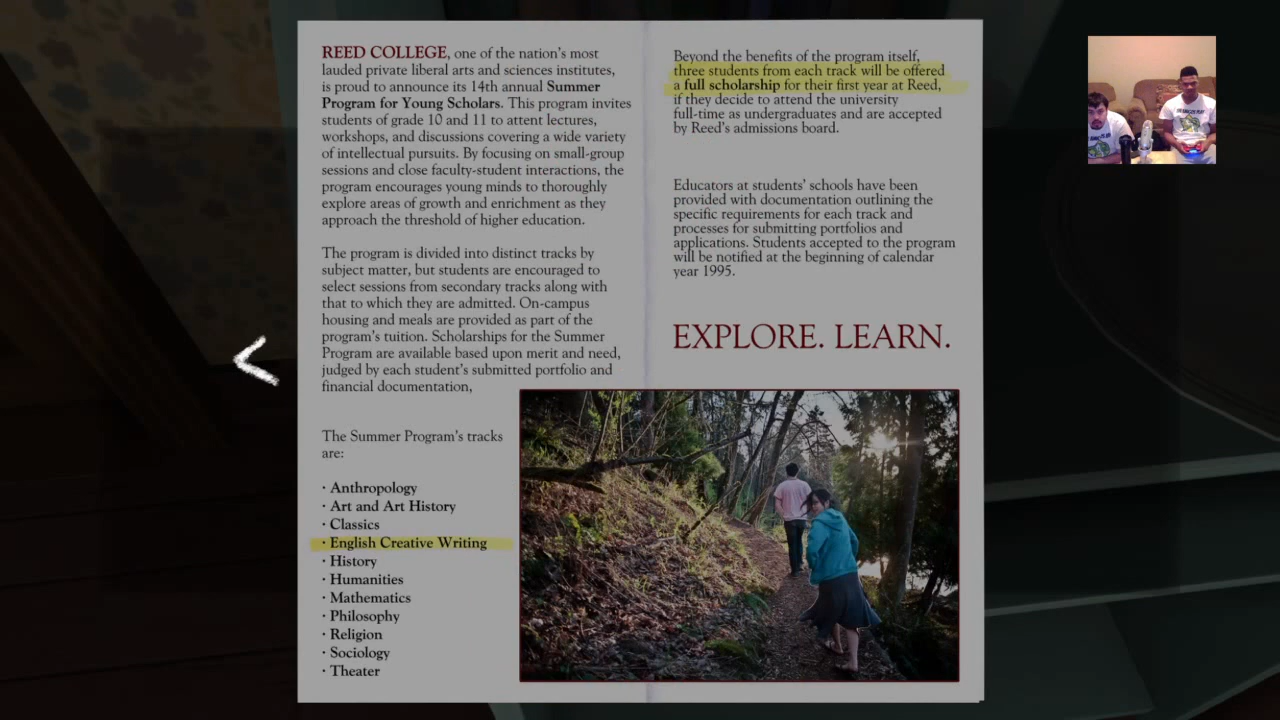 REED COLLEGE, one of the nation's most
lauded private liberal arts and sciences institutes,
is proud to announce its 14th annual Summer
Program for Young Scholars. This program invites
students of grade 10 and 11 to attent lectures,
workshops, and discussions covering a wide variety
of intellectual pursuits. By focusing on small-group
sessions and close faculty-student interactions, the
program encourages young minds to thoroughly
explore areas of growth and enrichment as they
approach the threshold of higher education.
The program is divided into distinct tracks by
subject matter, but students are encouraged to
select sessions from secondary tracks along with
that to which they are admitted. On-campus
housing and meals are provided as part of the
program's tuition. Scholarships for the Summer
Program are available based upon merit and need,
judged by each student's submitted portfolio and
financial documentation,
The Summer Program's tracks
are:
· Anthropology
· Art and Art History
· Classics
· English Creative Writing
· History
· Humanities
· Mathematics
· Philosophy
· Religion
· Sociology
· Theater
Beyond the benefits of the program itself,
three students from each track will be offered
a full scholarship for their first year at Reed,
if they decide to attend the university
full-time as undergraduates and are accepted
by Reed's admissions board.
Educators at students' schools have been
provided with documentation outlining the
specific requirements for each track and
processes for submitting portfolios and
applications. Students accepted to the program
will be notified at the beginning of calendar
year 1995.
EXPLORE. LEARN.